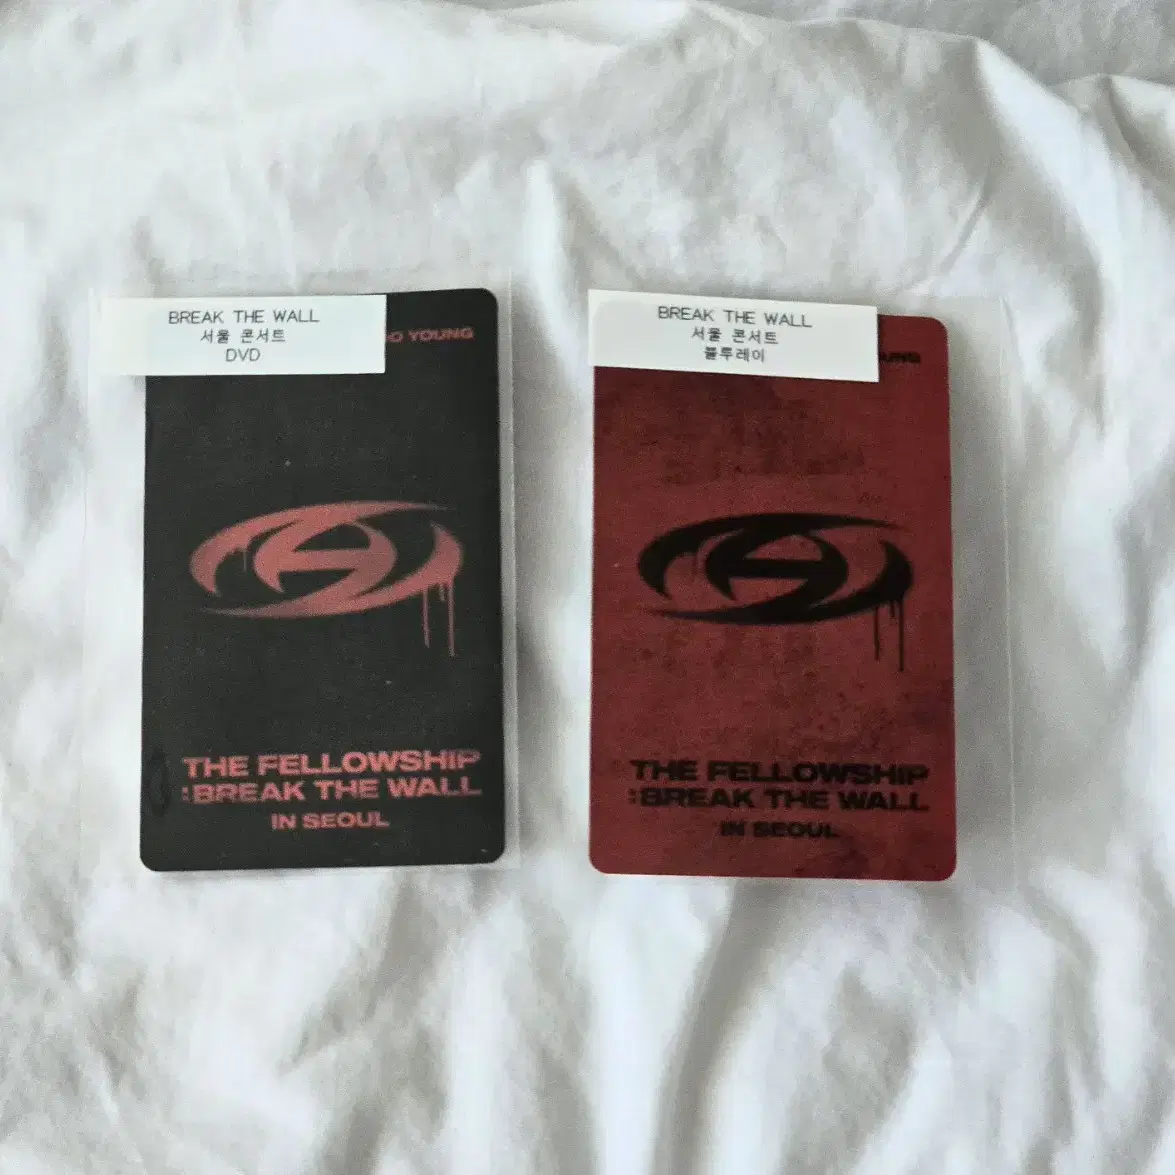 BREAK THE WALL
서울 콘서트
DVD
YOUNG
THE FELLOWSHIP
:BREAK THE WALL
IN SEOUL
BREAK THE WALL
서울 콘서트
블루레이
THE FELLOWSHIP
:BREAK THE WALL
IN SEOUL